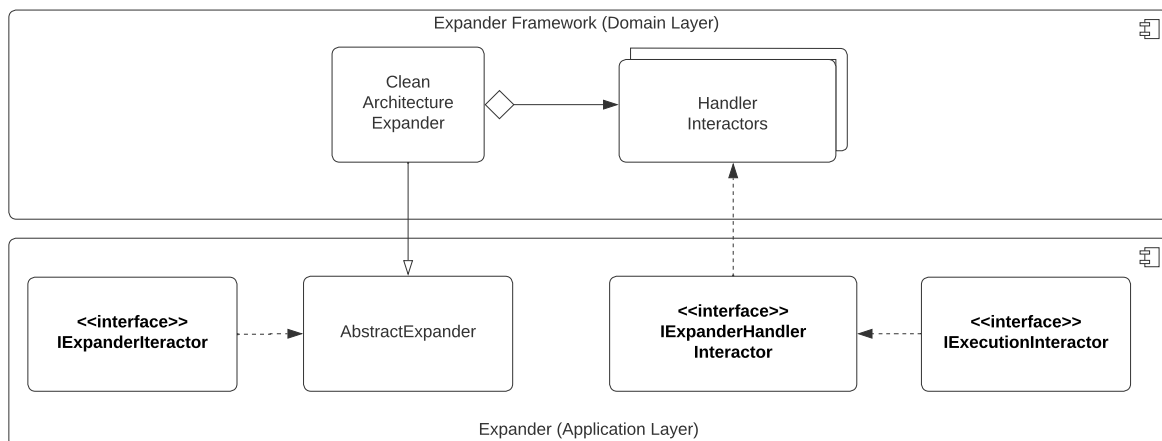 Expander Framework (Domain Layer)
Clean
Architecture
Expander
Handler
Interactors
<<interface>>
IExpanderIteractor
AbstractExpander
<<interface>>
IExpanderHandler
Interactor
<<interface>>
IExecutionInteractor
Expander (Application Layer)